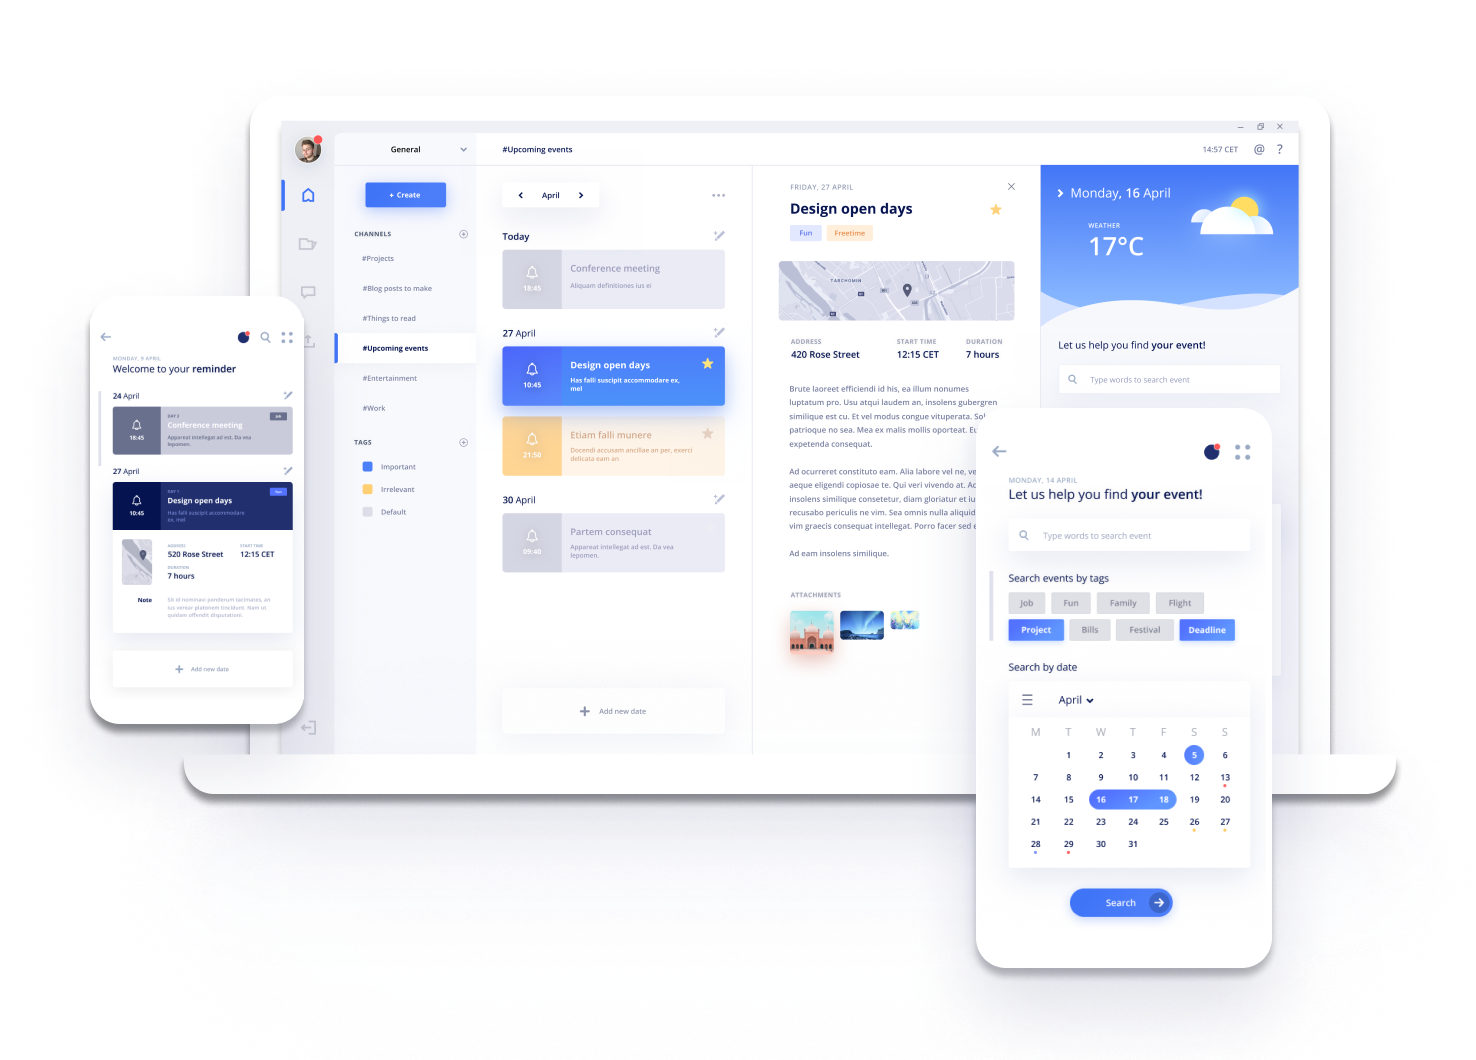 General
#Upcoming events
14:57 CET
@ ?
+ Create
CHANNELS
#Projects
#Blog posts to make
#Things to read
#Upcoming events
#Entertainment
#Work
TAGS
Important
Irrelevant
Default
April
Today
18:45
Conference meeting
Aliquam definitiones ius ei
27 April
10:45
Design open days
Has falli suscipit accommodare ex,
mel
21:50
Etiam falli munere
Docendi accusam ancillae an per, exerci
delicata eam an
30 April
09:40
Partem consequat
Appareat intellegat ad est. Da vea
lepomen.
Add new date
FRIDAY, 27 APRIL
Design open days
Fun
Freetime
TARCHOMIN
ADDRESS
START TIME
DURATION
420 Rose Street
12:15 CET
7 hours
Brute laoreet efficiendi id his, ea illum nonumes
luptatum pro. Usu atqui laudem an, insolens gubergren
similique est cu. Et vel modus congue vituperata. Sol
patrioque no sea. Mea ex malis mollis oporteat. Eu
expetenda consequat.
Ad ocurreret constituto eam. Alia labore vel ne, ve
aeque eligendi copiosae te. Qui veri vivendo at. Ac
insolens similique consetetur, diam gloriatur et iu
recusabo periculis ne vim. Sea omnis nulla aliquid
vim graecis consequat intellegat. Porro facer sed e
Ad eam insolens similique.
ATTACHMENTS
Monday, 16 April
WEATHER
17°C
Let us help you find your event!
Type words to search event
MONDAY, 9 APRIL
Welcome to your reminder
24 April
18:45
DAY 2
Conference meeting
Job
Appareat intellegat ad est. Da vea
lepomen.
27 April
10:45
DAY 1
Design open days
Fun
Has falli suscipit accommodare
ex, mel
ADDRESS
START TIME
520 Rose Street
12:15 CET
DURATION
7 hours
Note
Sit id nominavi ponderum tacimates, an
ius verear platonem tincidunt. Nam ut
quateis offendit disputationi.
Add new date
MONDAY, 14 APRIL
Let us help you find your event!
Type words to search event
Search events by tags
Job
Fun
Family
Flight
Project
Bills
Festival
Deadline
Search by date
April
M T W T F S S
1 2 3 4 5 6
7 8 9 10 11 12 13
14 15 16 17 18 19 20
21 22 23 24 25 26 27
28 29 30 31
Search